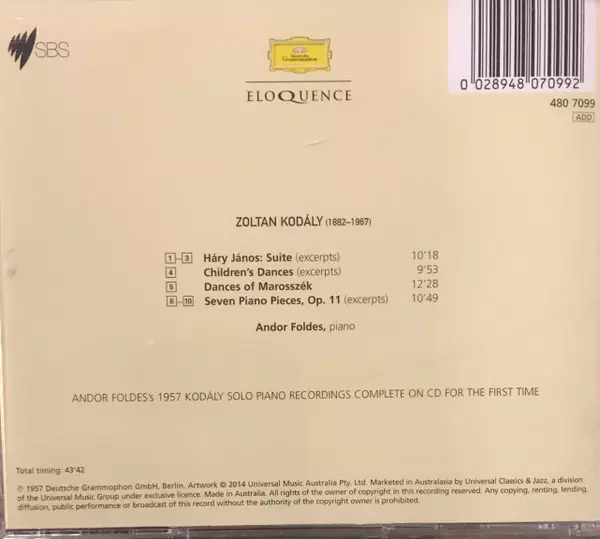 SBS
Deutsche
Grammophon
ELOQUENCE
0 028948 070992
480 7099
ADD
ZOLTAN KODÁLY (1882–1967)
1–3 Háry János: Suite (excerpts) 10'18
4 Children's Dances (excerpts) 9'53
5 Dances of Marosszék 12'28
6–10 Seven Piano Pieces, Op. 11 (excerpts) 10'49
Andor Foldes, piano
ANDOR FOLDES's 1957 KODÁLY SOLO PIANO RECORDINGS COMPLETE ON CD FOR THE FIRST TIME
Total timing: 43'42
℗ 1957 Deutsche Grammophon GmbH, Berlin. Artwork © 2014 Universal Music Australia Pty. Ltd. Marketed in Australasia by Universal Classics & Jazz, a division
of the Universal Music Group under exclusive licence. Made in Australia. All rights of the owner of copyright in this recording reserved. Any copying, renting, lending,
diffusion, public performance or broadcast of this record without the authority of the copyright owner is prohibited.